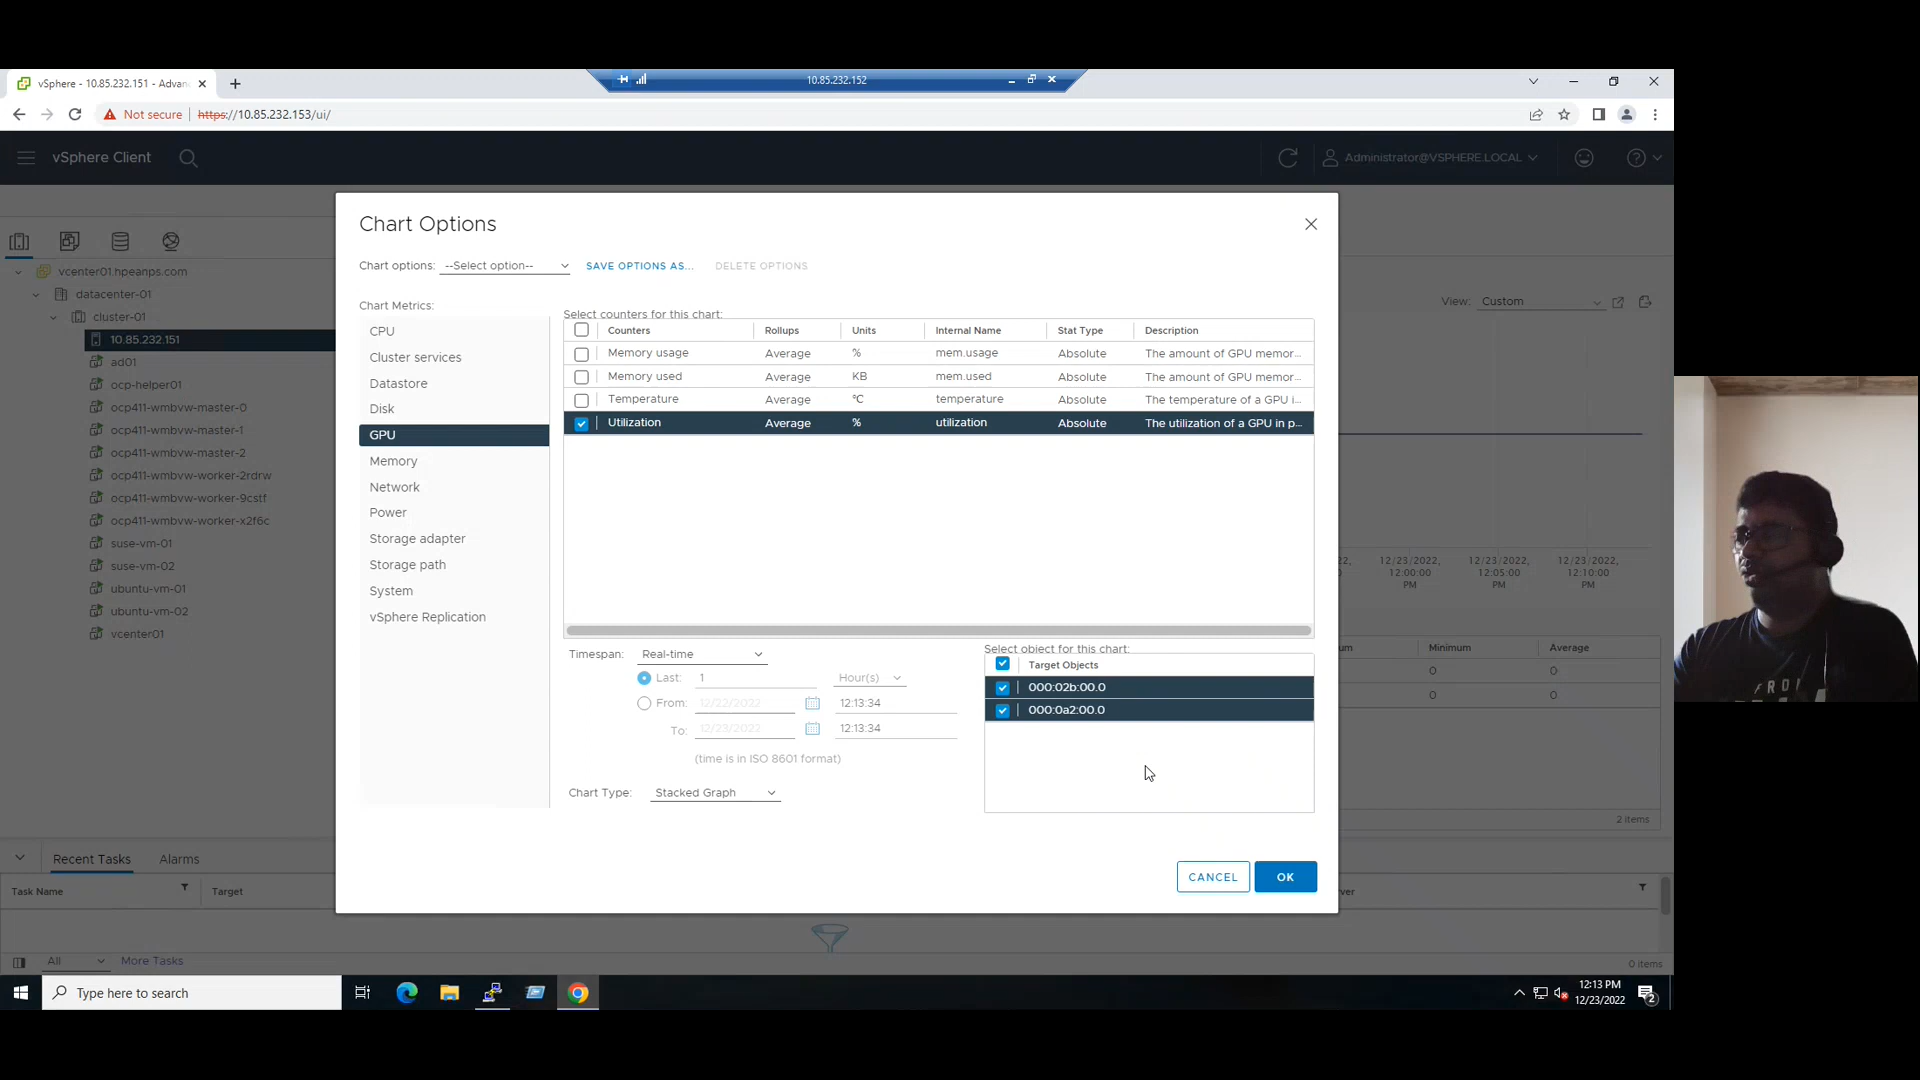 vSphere - 10.85.232.151 - Advan
10.85.232.152
Not secure
https://10.85.232.153/ui/
vSphere Client
Administrator@VSPHERE.LOCAL
Chart Options
Chart options:
--Select option--
SAVE OPTIONS AS...
DELETE OPTIONS
vcenter01.hpeanps.com
datacenter-01
cluster-01
10.85.232.151
ad01
ocp-helper01
ocp411-wmbvw-master-0
ocp411-wmbvw-master-1
ocp411-wmbvw-master-2
ocp411-wmbvw-worker-2rdrw
ocp411-wmbvw-worker-9cstf
ocp411-wmbvw-worker-x2f6c
suse-vm-01
suse-vm-02
ubuntu-vm-01
ubuntu-vm-02
vcenter01
Chart Metrics:
CPU
Cluster services
Datastore
Disk
GPU
Memory
Network
Power
Storage adapter
Storage path
System
vSphere Replication
Select counters for this chart:
Counters Rollups Units Internal Name Stat Type Description
Memory usage Average % mem.usage Absolute The amount of GPU memor...
Memory used Average KB mem.used Absolute The amount of GPU memor...
Temperature Average °C temperature Absolute The temperature of a GPU i...
Utilization Average % utilization Absolute The utilization of a GPU in p...
Timespan: Real-time
Last: 1 Hour(s)
From: 12/22/2022 12:13:34
To: 12/23/2022 12:13:34
(time is in ISO 8601 format)
Chart Type: Stacked Graph
Select object for this chart:
Target Objects
000:02b:00.0
000:0a2:00.0
CANCEL
OK
View: Custom
22,
12/23/2022,
12:00:00
PM
12/23/2022,
12:05:00
PM
12/23/2022,
12:10:00
PM
um Minimum Average
0 0
0 0
2 items
Recent Tasks
Alarms
Task Name
Target
ver
All
More Tasks
0 items
Type here to search
12:13 PM
12/23/2022
2
FROI